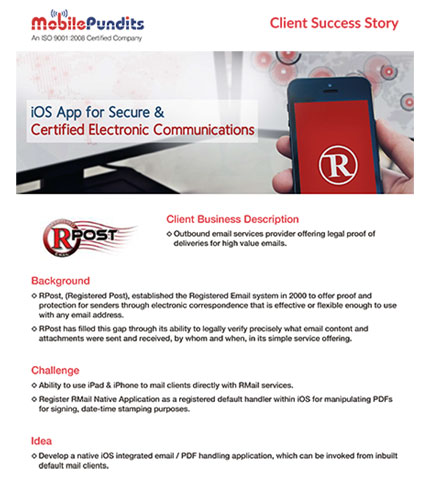 MobilePundits
An ISO 9001:2008 Certified Company
Client Success Story
iOS App for Secure &
Certified Electronic Communications
R
RPOST
Client Business Description
◇ Outbound email services provider offering legal proof of
deliveries for high value emails.
Background
◇ RPost, (Registered Post), established the Registered Email system in 2000 to offer proof and
protection for senders through electronic correspondence that is effective or flexible enough to use
with any email address.
◇ RPost has filled this gap through its ability to legally verify precisely what email content and
attachments were sent and received, by whom and when, in its simple service offering.
Challenge
◇ Ability to use iPad & iPhone to mail clients directly with RMail services.
◇ Register RMail Native Application as a registered default handler within iOS for manipulating PDFs
for signing, date-time stamping purposes.
Idea
◇ Develop a native iOS integrated email / PDF handling application, which can be invoked from inbuilt
default mail clients.